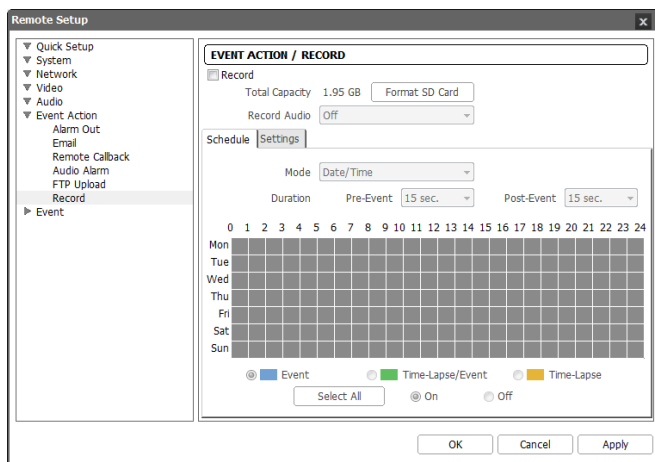 Remote Setup
x
Quick Setup
System
Network
Video
Audio
Event Action
Alarm Out
Email
Remote Callback
Audio Alarm
FTP Upload
Record
Event
EVENT ACTION / RECORD
Record
Total Capacity 1.95 GB Format SD Card
Record Audio Off
Schedule Settings
Mode Date/Time
Duration Pre-Event 15 sec. Post-Event 15 sec.
0 1 2 3 4 5 6 7 8 9 10 11 12 13 14 15 16 17 18 19 20 21 22 23 24
Mon
Tue
Wed
Thu
Fri
Sat
Sun
Event Time-Lapse/Event Time-Lapse
Select All On Off
OK Cancel Apply